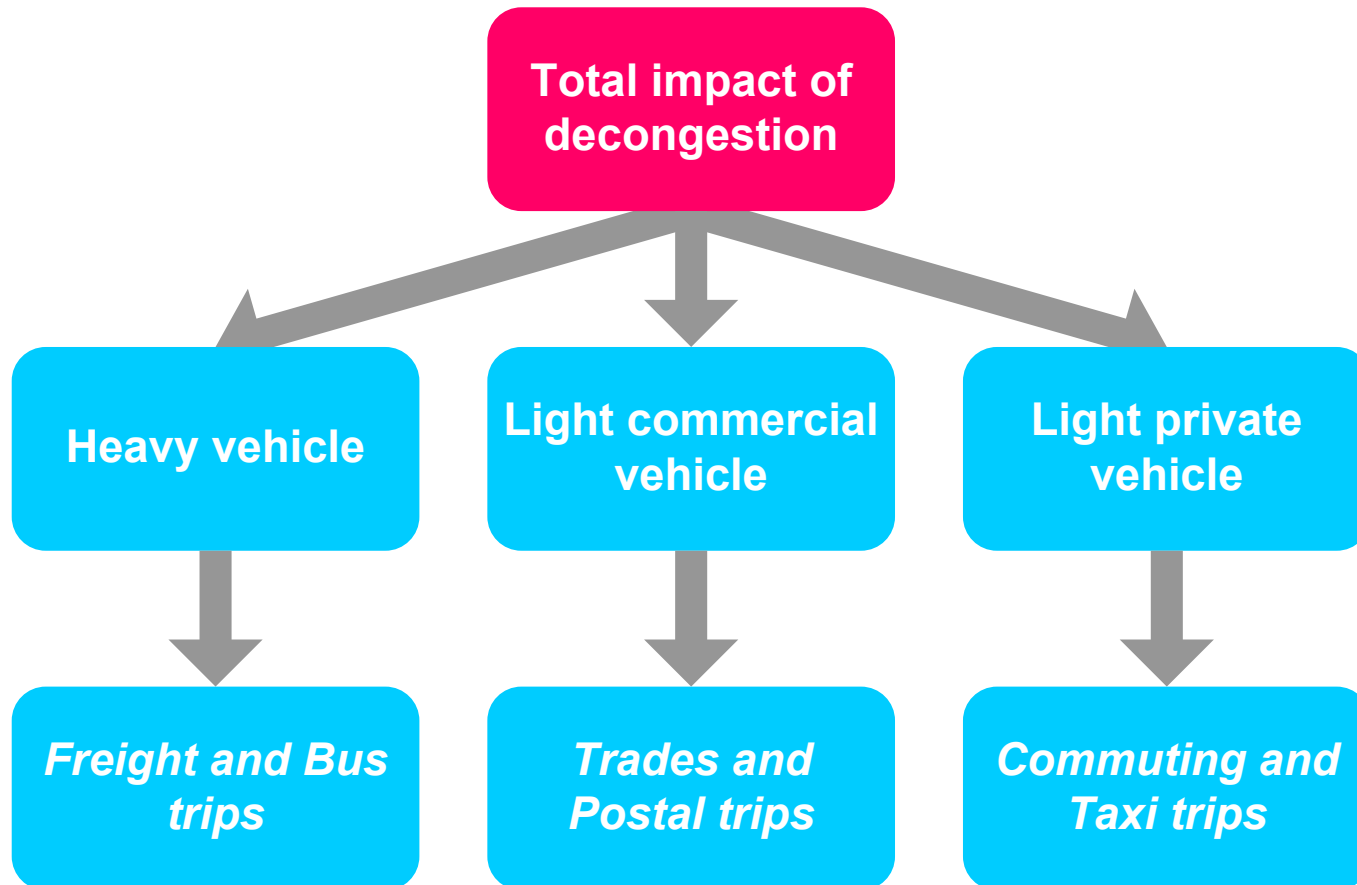 Total impact of
decongestion
Heavy vehicle
Light commercial
vehicle
Light private
vehicle
Freight and Bus
trips
Trades and
Postal trips
Commuting and
Taxi trips